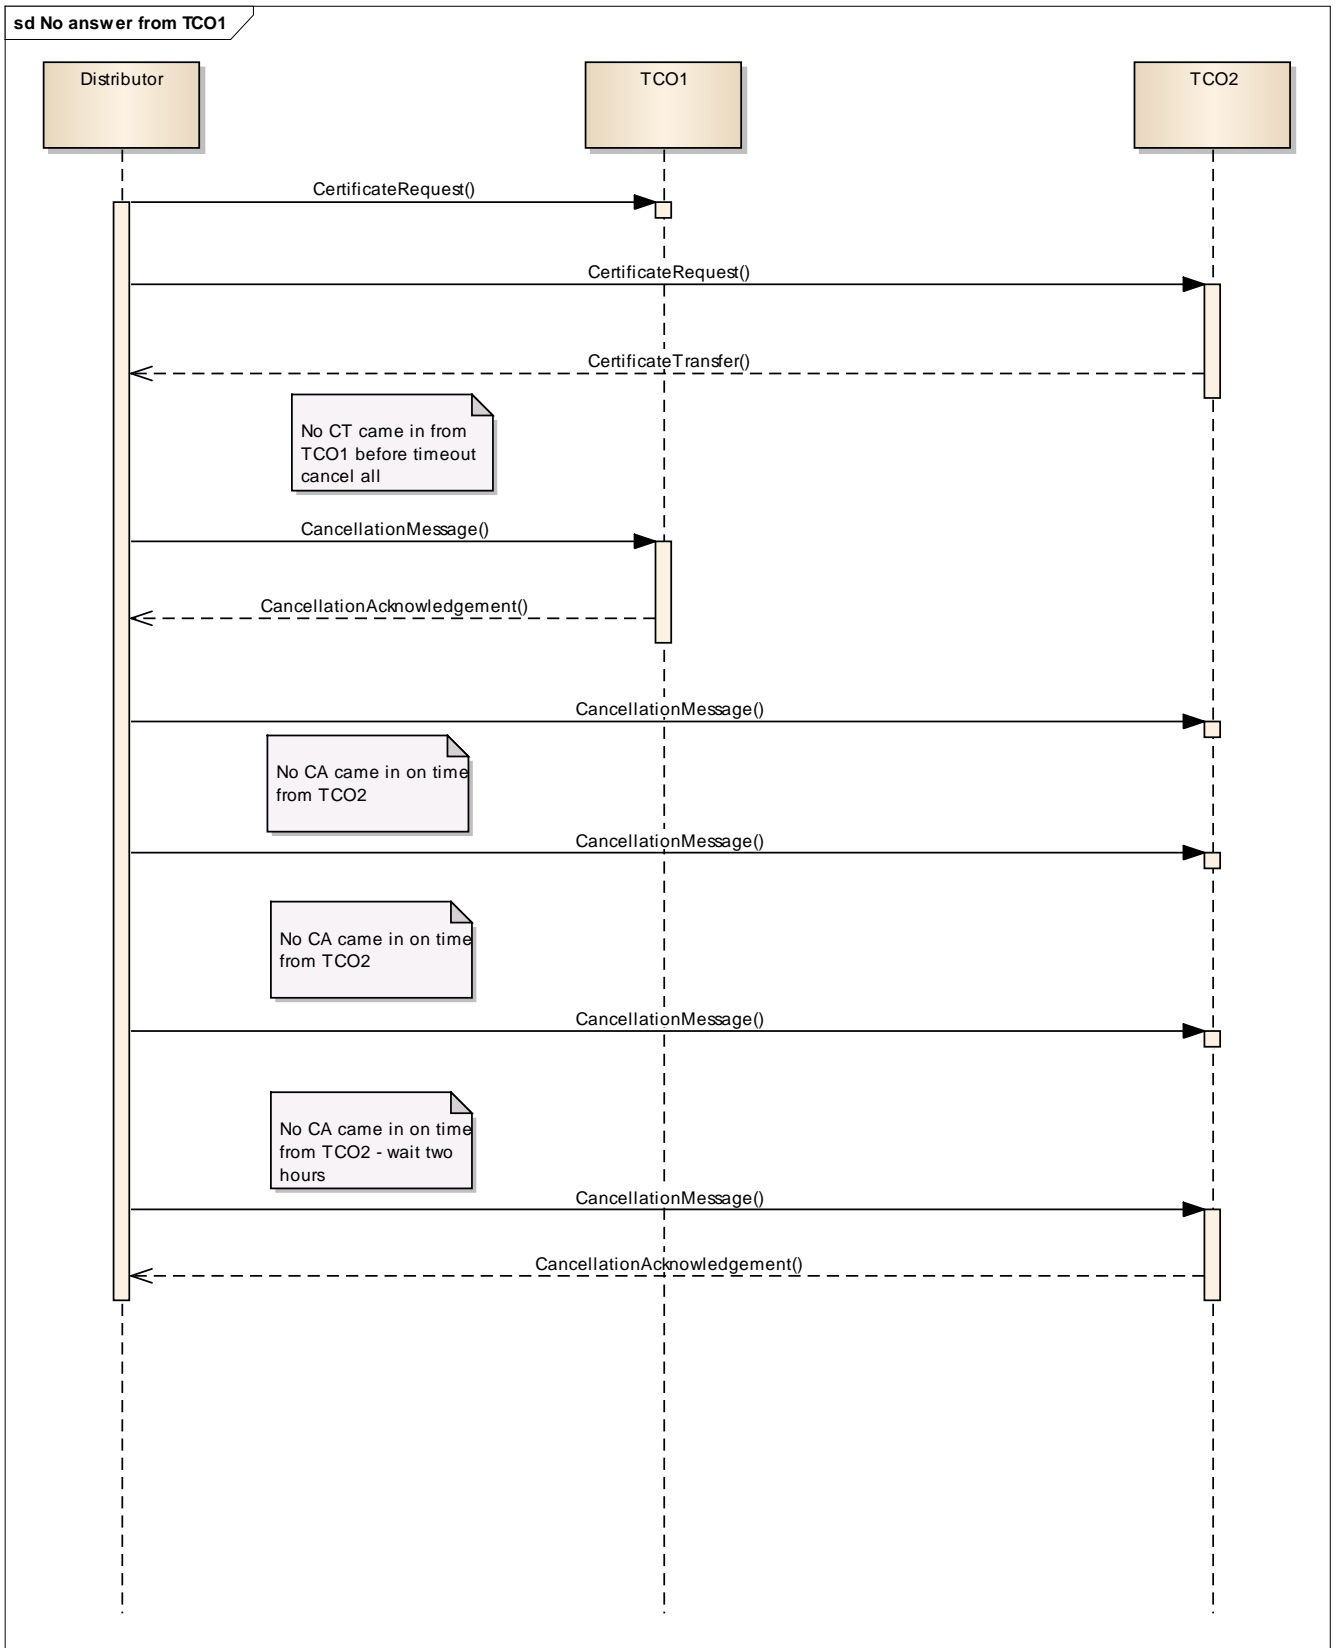 sd No answer from TCO1
Distributor
TCO1
TCO2
CertificateRequest()
CertificateRequest()
CertificateTransfer()
No CT came in from
TCO1 before timeout
cancel all
CancellationMessage()
CancellationAcknowledgement()
CancellationMessage()
No CA came in on time
from TCO2
CancellationMessage()
No CA came in on time
from TCO2
CancellationMessage()
No CA came in on time
from TCO2 - wait two
hours
CancellationMessage()
CancellationAcknowledgement()